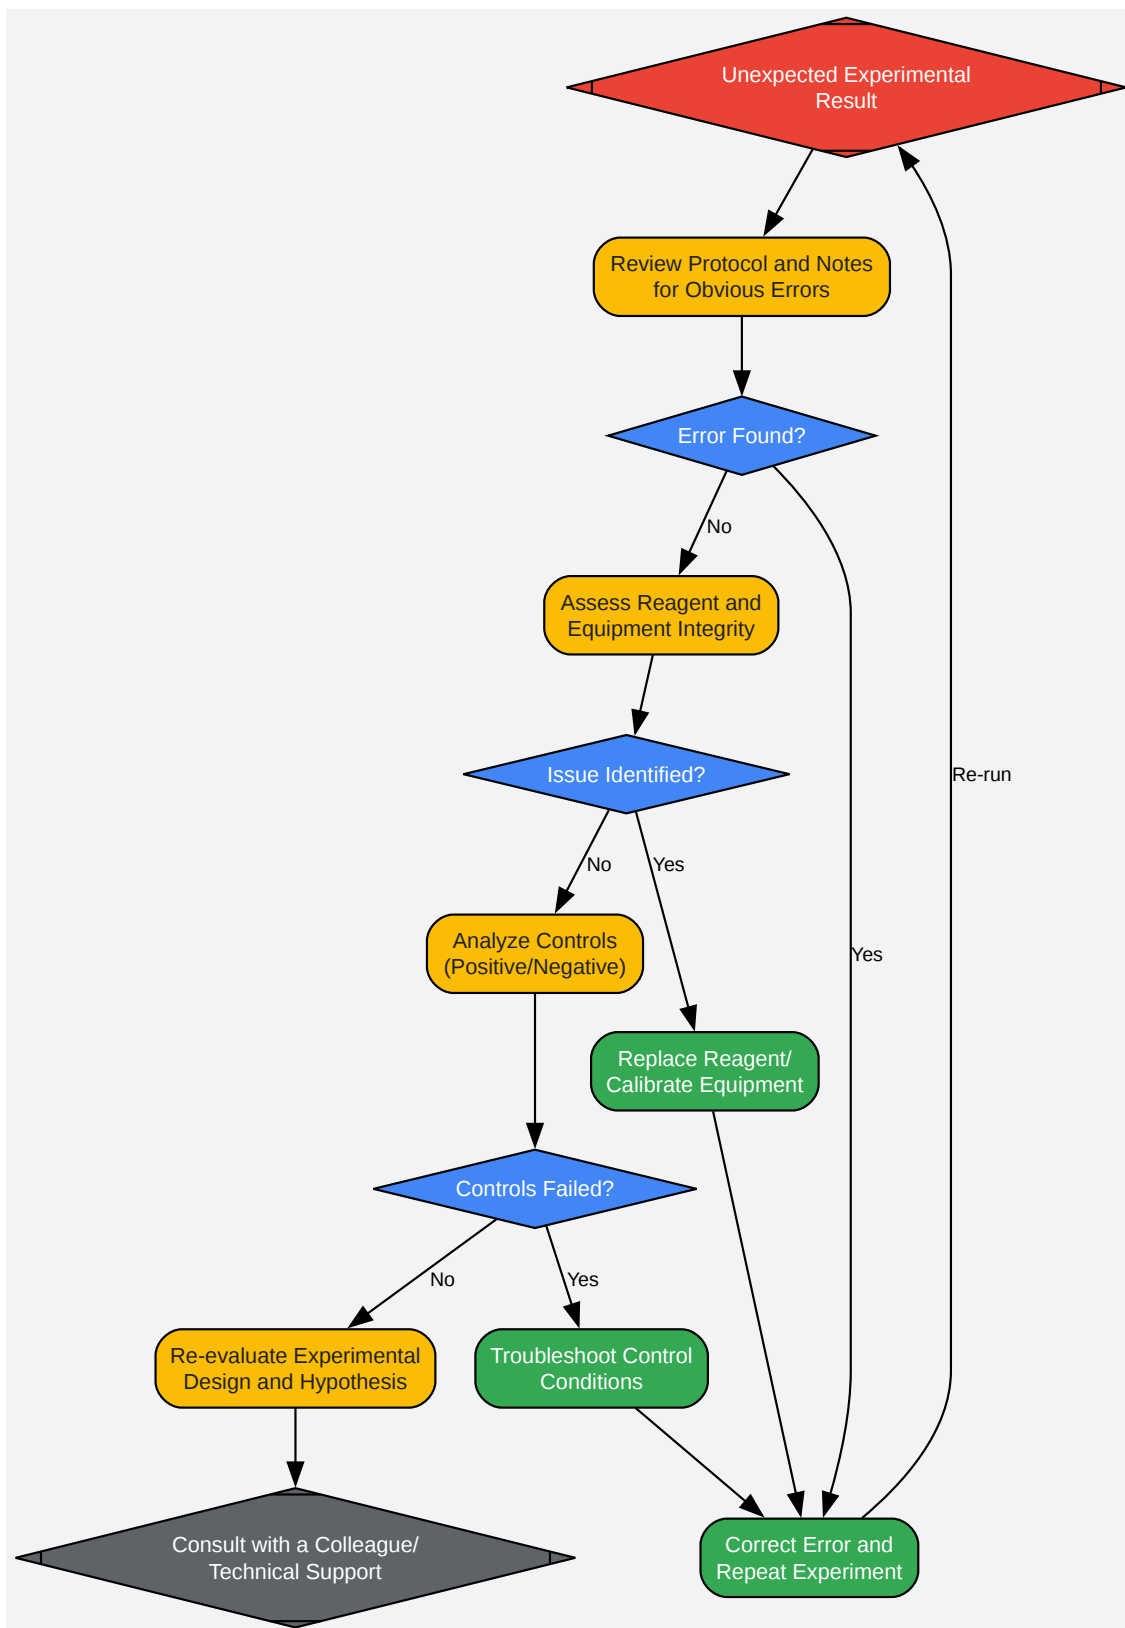 Unexpected Experimental
Result
Review Protocol and Notes
for Obvious Errors
Error Found?
No
Assess Reagent and
Equipment Integrity
Issue Identified?
Re-run
No
Yes
Analyze Controls
(Positive/Negative)
Yes
Replace Reagent/
Calibrate Equipment
Controls Failed?
No
Yes
Re-evaluate Experimental
Design and Hypothesis
Troubleshoot Control
Conditions
Consult with a Colleague/
Technical Support
Correct Error and
Repeat Experiment